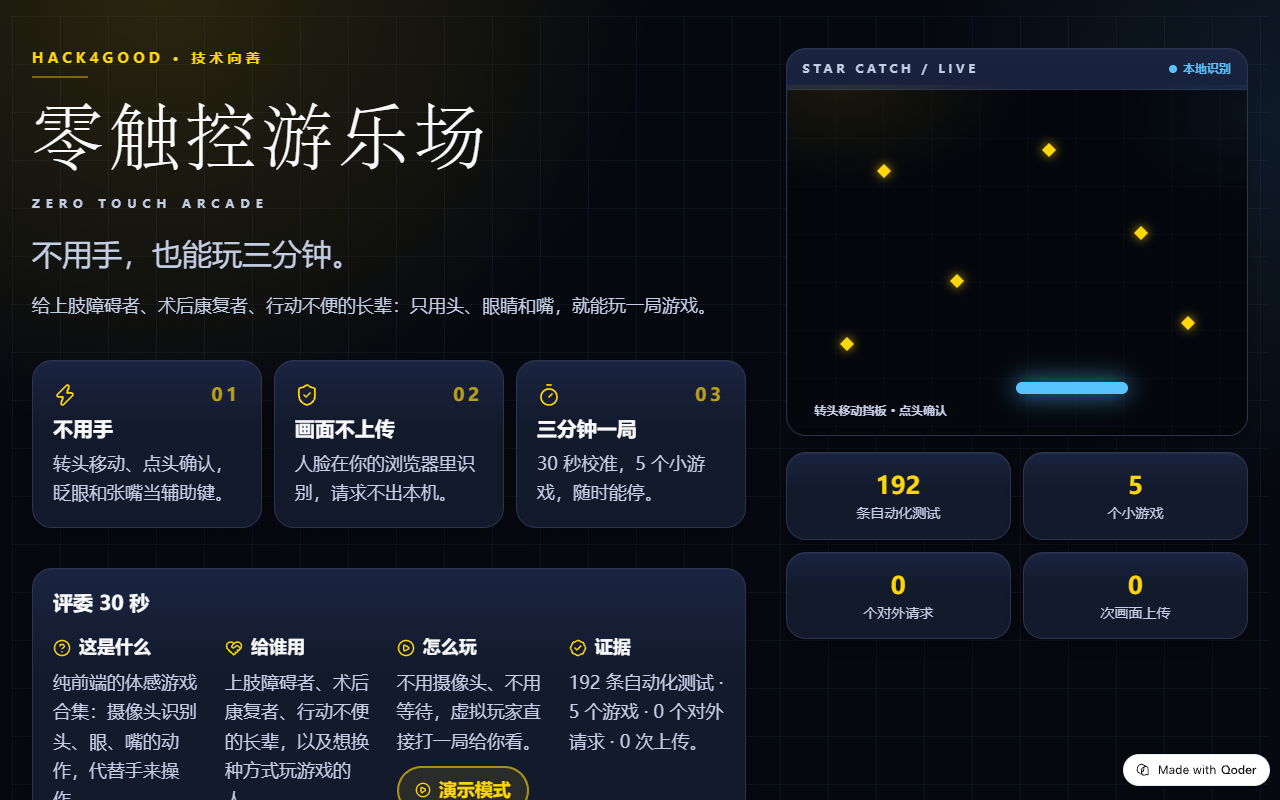 HACK4GOOD • 技术向善
零触控游乐场
ZERO TOUCH ARCADE
不用手，也能玩三分钟。
给上肢障碍者、术后康复者、行动不便的长辈：只用头、眼睛和嘴，就能玩一局游戏。
01
不用手
转头移动、点头确认，
眨眼和张嘴当辅助键。
02
画面不上传
人脸在你的浏览器里识
别，请求不出本机。
03
三分钟一局
30 秒校准，5 个小游
戏，随时能停。
评委 30 秒
这是什么
纯前端的体感游戏
合集：摄像头识别
头、眼、嘴的动
作，代替手来操
作。
给谁用
上肢障碍者、术后
康复者、行动不便
的长辈，以及想换
种方式玩游戏的
人。
怎么玩
不用摄像头、不用
等待，虚拟玩家直
接打一局给你看。
演示模式
证据
192 条自动化测试 ·
5 个游戏 · 0 个对外
请求 · 0 次上传。
STAR CATCH / LIVE
本地识别
转头移动挡板 • 点头确认
192
条自动化测试
5
个小游戏
0
个对外请求
0
次画面上传
Made with Qoder